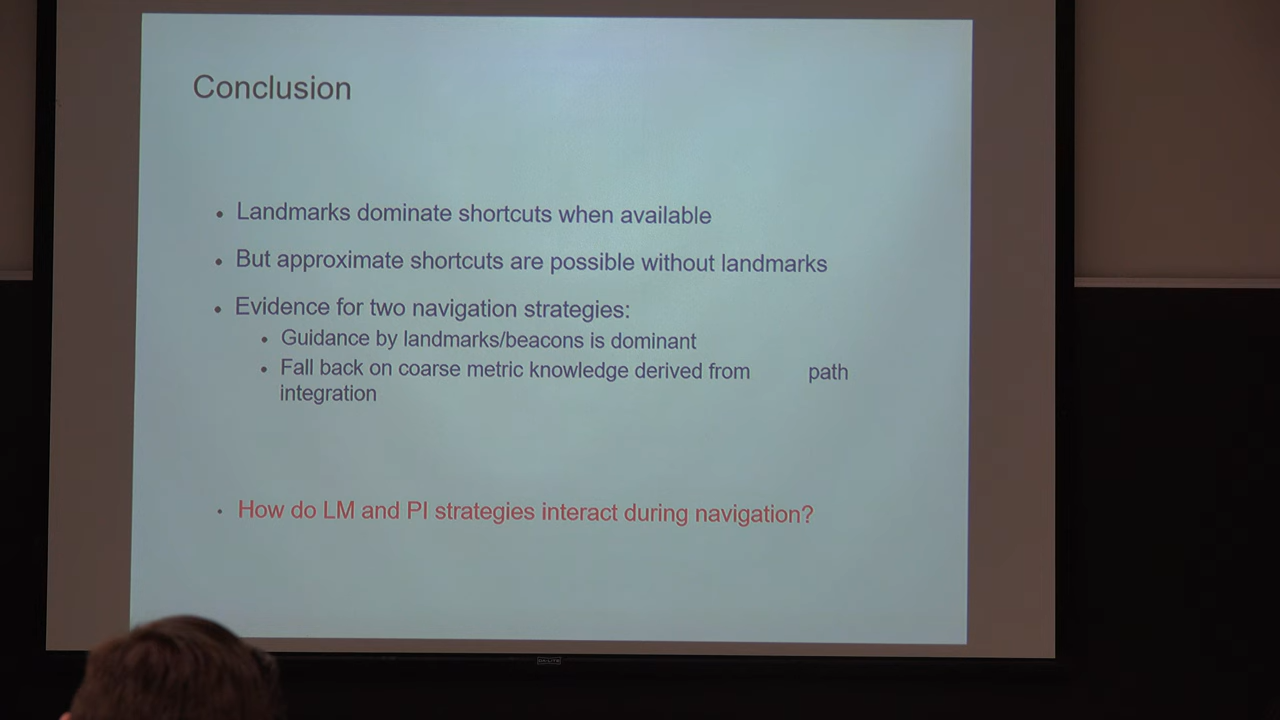 Conclusion
• Landmarks dominate shortcuts when available
• But approximate shortcuts are possible without landmarks
• Evidence for two navigation strategies:
• Guidance by landmarks/beacons is dominant
• Fall back on coarse metric knowledge derived from path
integration
• How do LM and PI strategies interact during navigation?